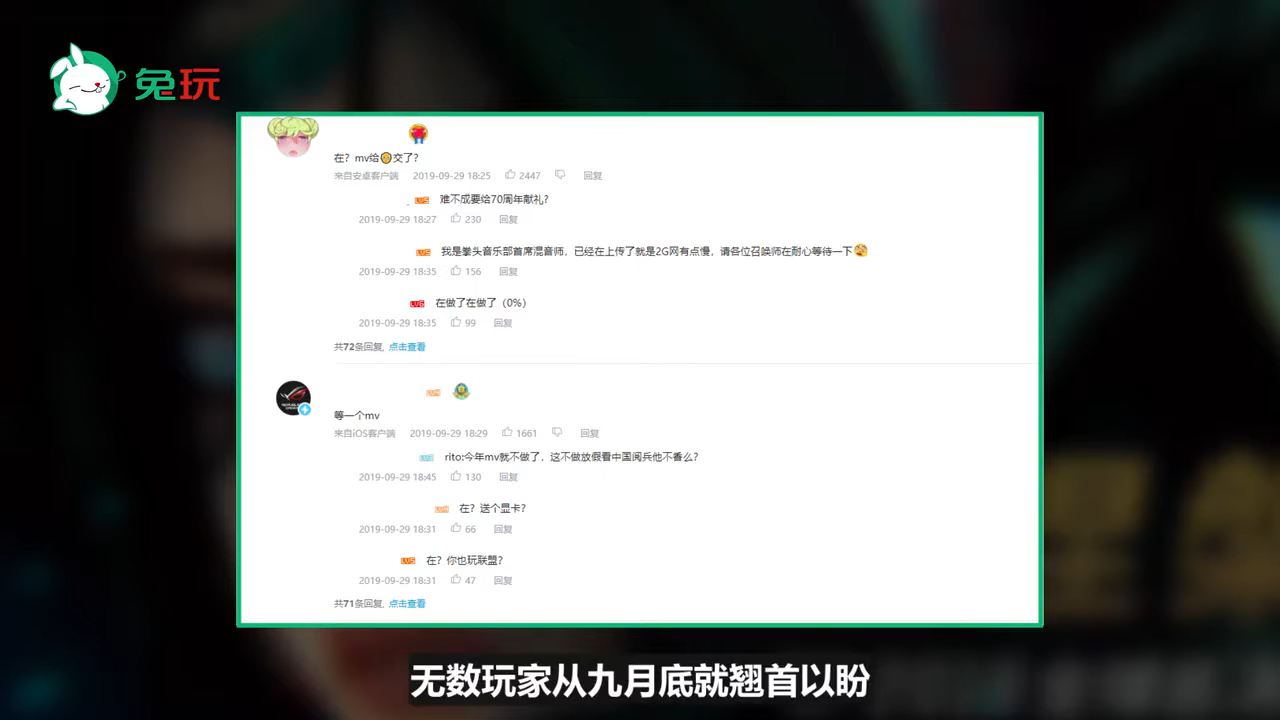 兔玩
在？mv给交了？
来自安卓客户端 2019-09-29 18:25 2447 回复
LV5 难不成要给70周年献礼？
2019-09-29 18:27 230 回复
LV5 我是拳头音乐部首席混音师，已经在上传了就是2G网有点慢，请各位召唤师在耐心等待一下
2019-09-29 18:35 156 回复
LV6 在做了在做了（0%）
2019-09-29 18:35 99 回复
共72条回复, 点击查看
等一个mv
来自iOS客户端 2019-09-29 18:29 1661 回复
rito:今年mv就不做了，这不做放假看中国阅兵他不香么？
2019-09-29 18:45 130 回复
在？送个显卡？
2019-09-29 18:31 66 回复
LV5 在？你也玩联盟？
2019-09-29 18:31 47 回复
共71条回复, 点击查看
无数玩家从九月底就翘首以盼